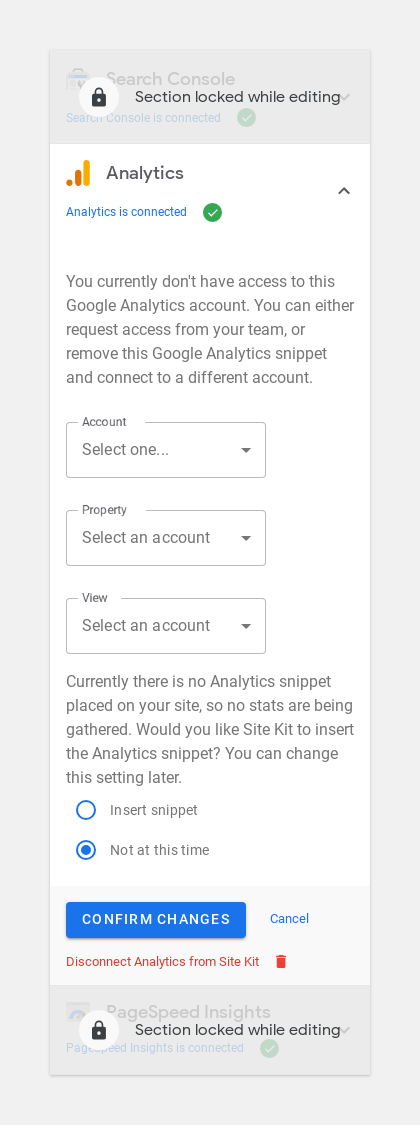 Search Console
Section locked while editing
Search Console is connected
Analytics
Analytics is connected
You currently don't have access to this
Google Analytics account. You can either
request access from your team, or
remove this Google Analytics snippet
and connect to a different account.
Account
Select one...
Property
Select an account
View
Select an account
Currently there is no Analytics snippet
placed on your site, so no stats are being
gathered. Would you like Site Kit to insert
the Analytics snippet? You can change
this setting later.
Insert snippet
Not at this time
CONFIRM CHANGES
Cancel
Disconnect Analytics from Site Kit
PageSpeed Insights
Section locked while editing
PageSpeed Insights is connected